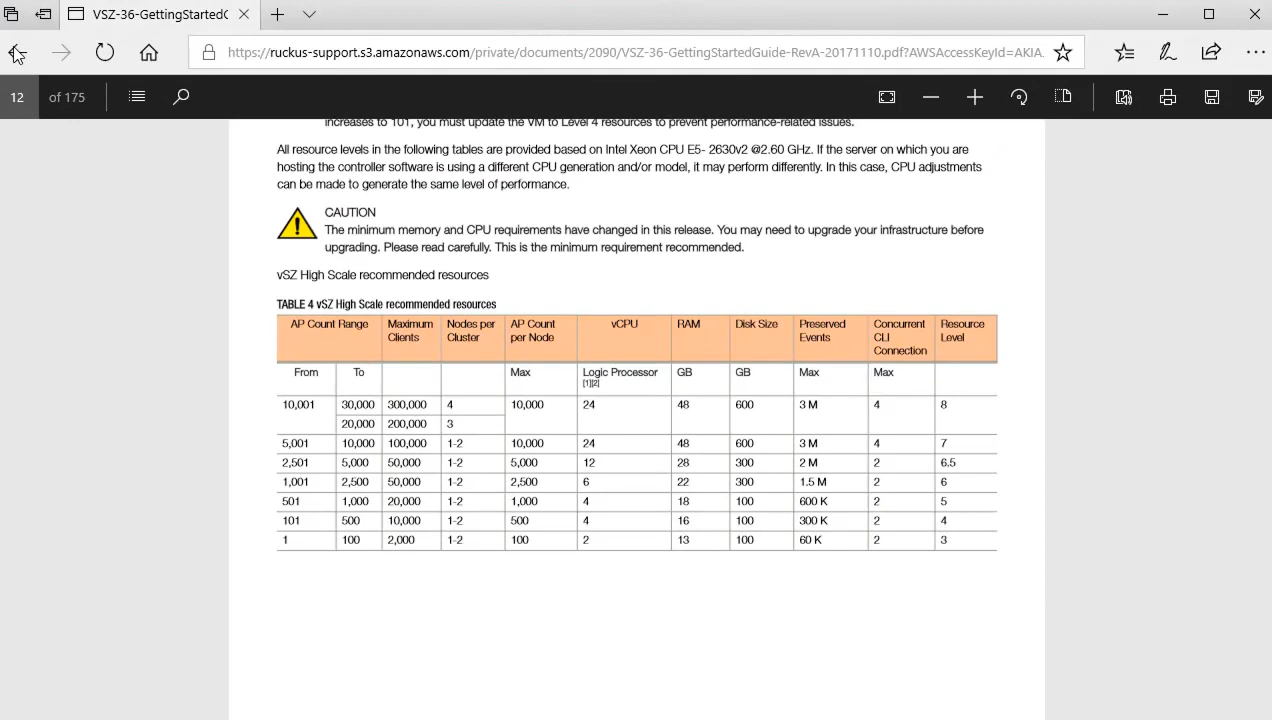 VSZ-36-GettingStartedG
https://ruckus-support.s3.amazonaws.com/private/documents/2090/VSZ-36-GettingStartedGuide-RevA-20171110.pdf?AWSAccessKeyId=AKIA.
12 of 175
increases to 101, you must update the VM to Level 4 resources to prevent performance-related issues.
All resource levels in the following tables are provided based on Intel Xeon CPU E5- 2630v2 @2.60 GHz. If the server on which you are
hosting the controller software is using a different CPU generation and/or model, it may perform differently. In this case, CPU adjustments
can be made to generate the same level of performance.
CAUTION
The minimum memory and CPU requirements have changed in this release. You may need to upgrade your infrastructure before
upgrading. Please read carefully. This is the minimum requirement recommended.
vSZ High Scale recommended resources
TABLE 4 vSZ High Scale recommended resources
AP Count Range Maximum Clients Nodes per Cluster AP Count per Node vCPU RAM Disk Size Preserved Events Concurrent CLI Connection Resource Level
From To Max Logic Processor [1][2] GB GB Max Max
10,001 30,000 300,000 4 10,000 24 48 600 3 M 4 8
20,000 200,000 3
5,001 10,000 100,000 1-2 10,000 24 48 600 3 M 4 7
2,501 5,000 50,000 1-2 5,000 12 28 300 2 M 2 6.5
1,001 2,500 50,000 1-2 2,500 6 22 300 1.5 M 2 6
501 1,000 20,000 1-2 1,000 4 18 100 600 K 2 5
101 500 10,000 1-2 500 4 16 100 300 K 2 4
1 100 2,000 1-2 100 2 13 100 60 K 2 3